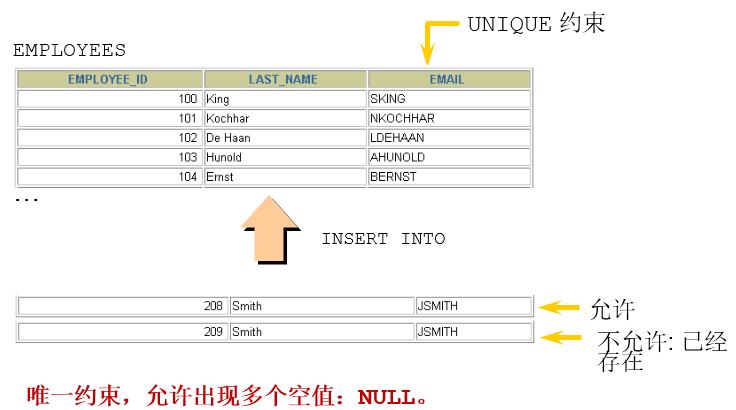 UNIQUE 约束
EMPLOYEES
EMPLOYEE_ID LAST_NAME EMAIL
100 King SKING
101 Kochhar NKOCHHAR
102 De Haan LDEHAAN
103 Hunold AHUNOLD
104 Ernst BERNST
...
INSERT INTO
208 Smith JSMITH
允许
209 Smith JSMITH
不允许: 已经
存在
唯一约束，允许出现多个空值：NULL。